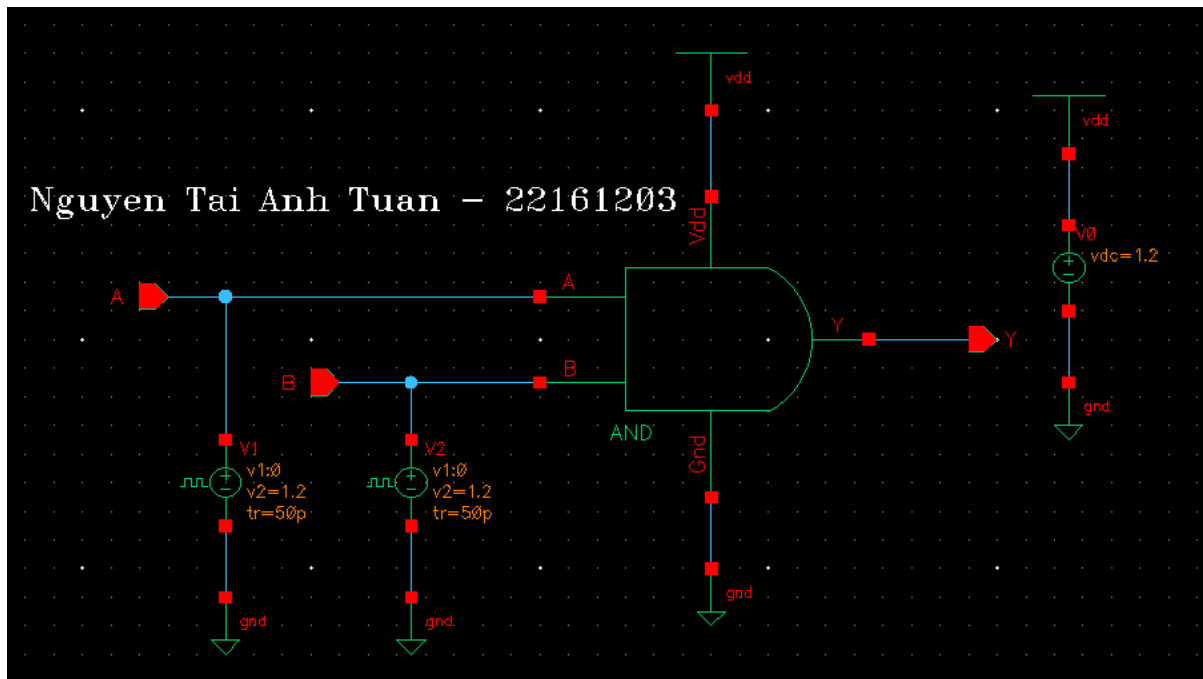 vdd
vdd
Nguyen Tai Anh Tuan - 22161203
Vdd
V0
vdc=1.2
A
A
Y
Y
B
B
AND
Gnd
gnd
V1
v1:0
v2=1.2
tr=50p
V2
v1:0
v2=1.2
tr=50p
gnd
gnd
gnd